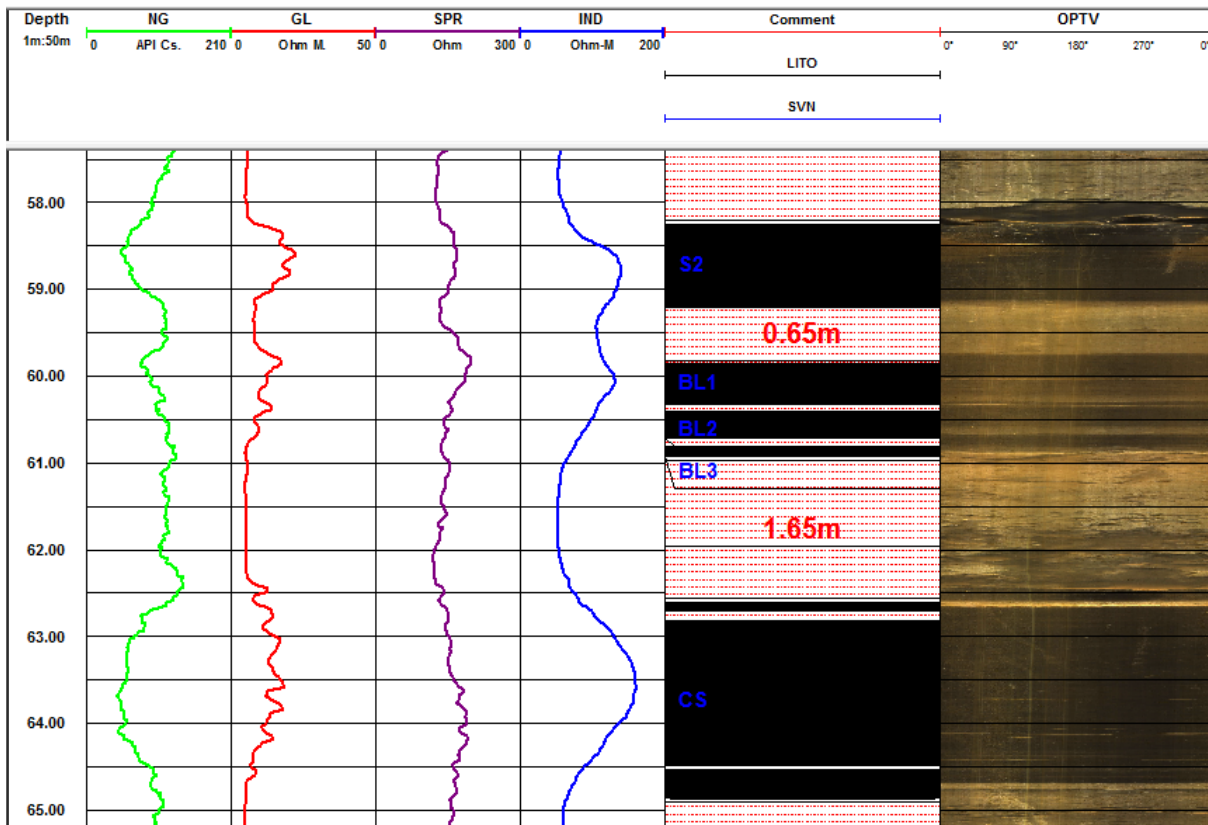 Depth NG GL SPR IND Comment OPTV
1m:50m 0 API Cs. 210 0 Ohm M. 50 0 Ohm 300 0 Ohm-M 200 0° 90° 180° 270° 0°
LITO
SVN
58.00
S2
59.00
0.65m
60.00
BL1
BL2
61.00
BL3
1.65m
62.00
63.00
CS
64.00
65.00